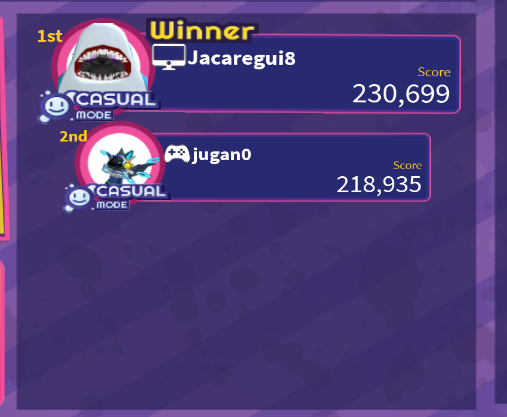 1st
Winner
Jacaregui8
Score
230,699
CASUAL
MODE
2nd
jugan0
Score
218,935
CASUAL
MODE